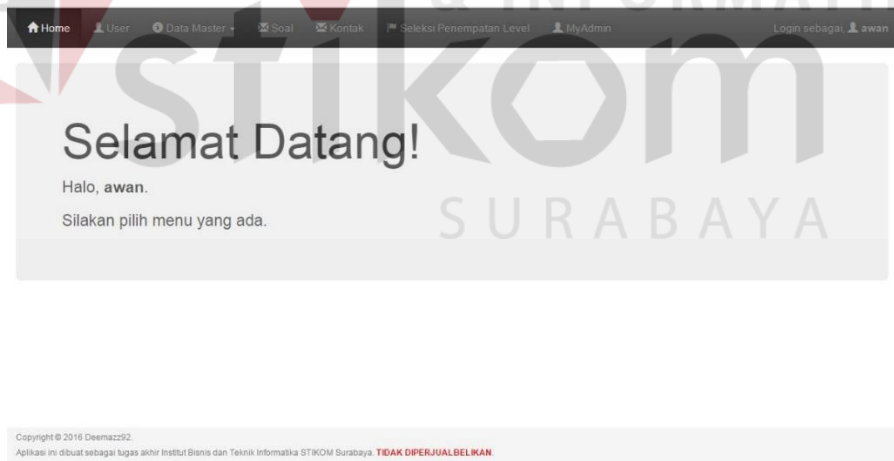 & INFORMATIK
Home User Data Master Soal Kontak Seleksi Penempatan Level MyAdmin Login sebagai, awan
stikom
Selamat Datang!
Halo, awan.
Silakan pilih menu yang ada.
SURABAYA
Copyright © 2016 Deemazz92.
Aplikasi ini dibuat sebagai tugas akhir Institut Bisnis dan Teknik Informatika STIKOM Surabaya. TIDAK DIPERJUALBELIKAN.